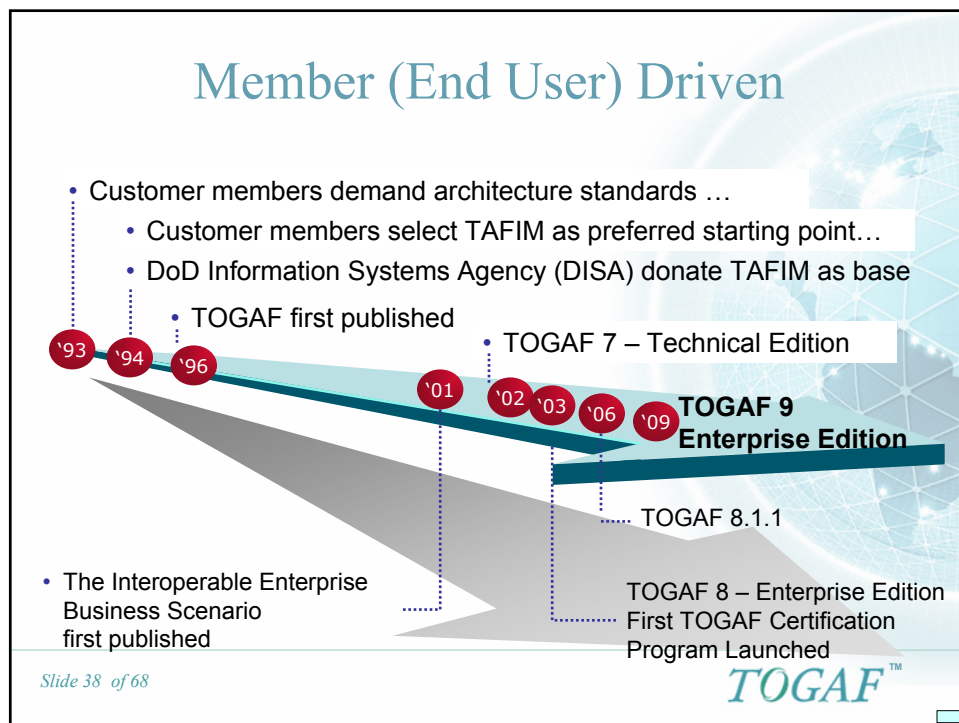 Member (End User) Driven
• Customer members demand architecture standards …
• Customer members select TAFIM as preferred starting point…
• DoD Information Systems Agency (DISA) donate TAFIM as base
• TOGAF first published
• TOGAF 7 – Technical Edition
‘93
‘94
‘96
‘01
‘02
‘03
‘06
‘09
TOGAF 9
Enterprise Edition
TOGAF 8.1.1
• The Interoperable Enterprise
Business Scenario
first published
TOGAF 8 – Enterprise Edition
First TOGAF Certification
Program Launched
Slide 38 of 68
TOGAF™